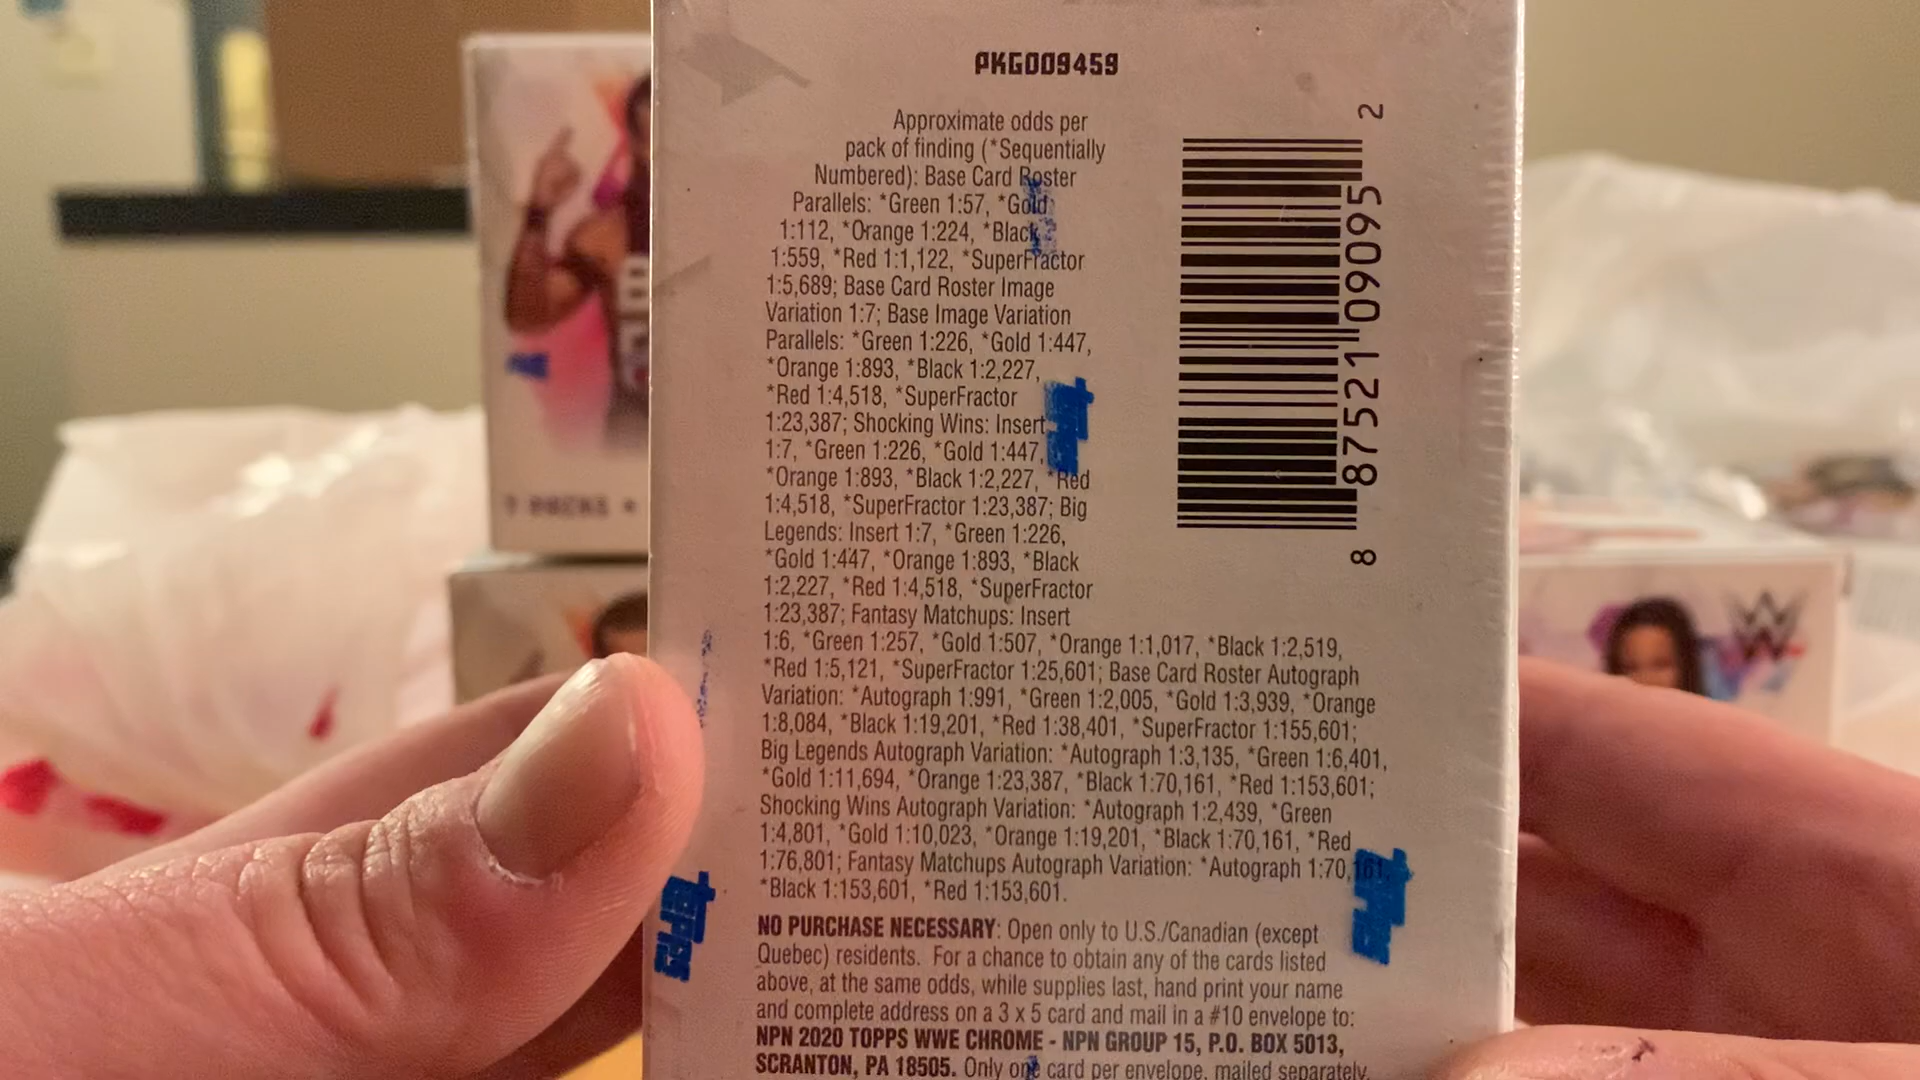 PKG009459
Approximate odds per
pack of finding (*Sequentially
Numbered): Base Card Roster
Parallels: *Green 1:57, *Gold
1:112, *Orange 1:224, *Black
1:559, *Red 1:1,122, *SuperFractor
1:5,689; Base Card Roster Image
Variation 1:7; Base Image Variation
Parallels: *Green 1:226, *Gold 1:447,
*Orange 1:893, *Black 1:2,227,
*Red 1:4,518, *SuperFractor
1:23,387; Shocking Wins: Insert
1:7, *Green 1:226, *Gold 1:447,
*Orange 1:893, *Black 1:2,227, *Red
1:4,518, *SuperFractor 1:23,387; Big
Legends: Insert 1:7, *Green 1:226,
*Gold 1:447, *Orange 1:893, *Black
1:2,227, *Red 1:4,518, *SuperFractor
1:23,387; Fantasy Matchups: Insert
1:6, *Green 1:257, *Gold 1:507, *Orange 1:1,017, *Black 1:2,519,
*Red 1:5,121, *SuperFractor 1:25,601; Base Card Roster Autograph
Variation: *Autograph 1:991, *Green 1:2,005, *Gold 1:3,939, *Orange
1:8,084, *Black 1:19,201, *Red 1:38,401, *SuperFractor 1:155,601;
Big Legends Autograph Variation: *Autograph 1:3,135, *Green 1:6,401,
*Gold 1:11,694, *Orange 1:23,387, *Black 1:70,161, *Red 1:153,601;
Shocking Wins Autograph Variation: *Autograph 1:2,439, *Green
1:4,801, *Gold 1:10,023, *Orange 1:19,201, *Black 1:70,161, *Red
1:76,801; Fantasy Matchups Autograph Variation: *Autograph 1:70,161,
*Black 1:153,601, *Red 1:153,601.
NO PURCHASE NECESSARY: Open only to U.S./Canadian (except
Quebec) residents. For a chance to obtain any of the cards listed
above, at the same odds, while supplies last, hand print your name
and complete address on a 3 x 5 card and mail in a #10 envelope to:
NPN 2020 TOPPS WWE CHROME - NPN GROUP 15, P.O. BOX 5013,
SCRANTON, PA 18505. Only one card per envelope, mailed separately.
8 87521 09095 2
topps
topps
topps
PACKS
W